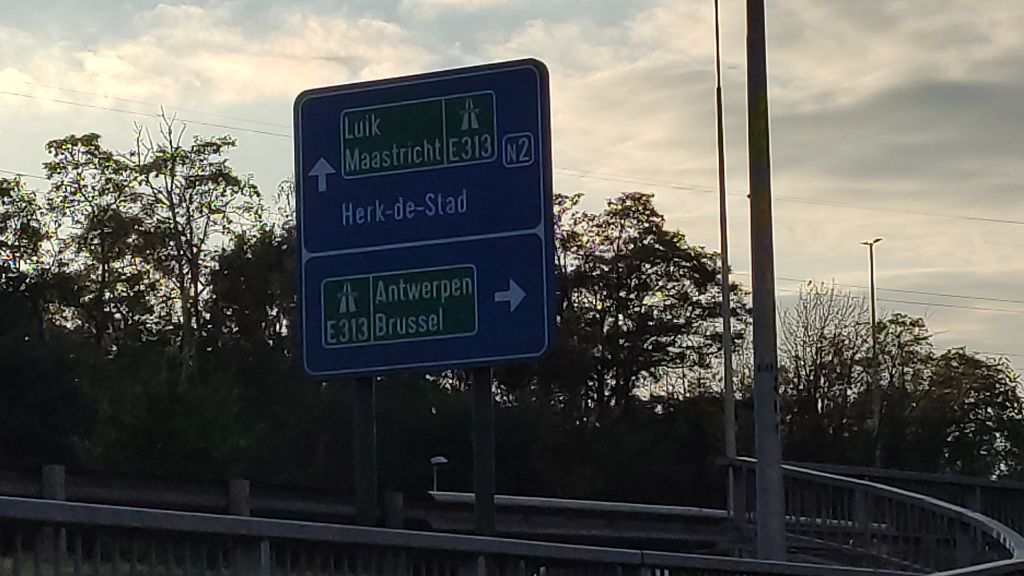 Luik
Maastricht E313 N2
Herk-de-Stad
Antwerpen
E313 Brussel